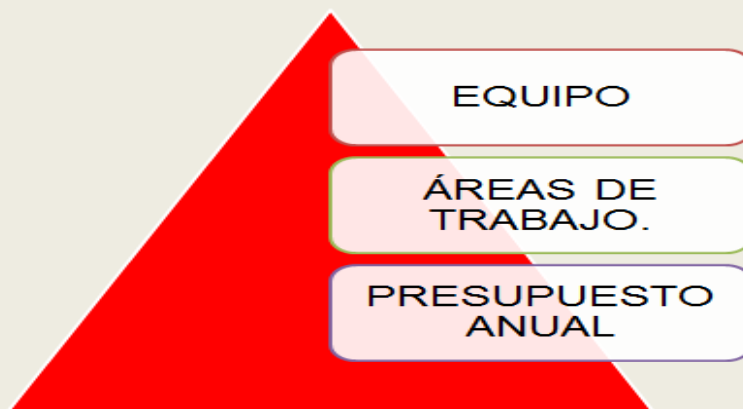 EQUIPO
ÁREAS DE
TRABAJO.
PRESUPUESTO
ANUAL